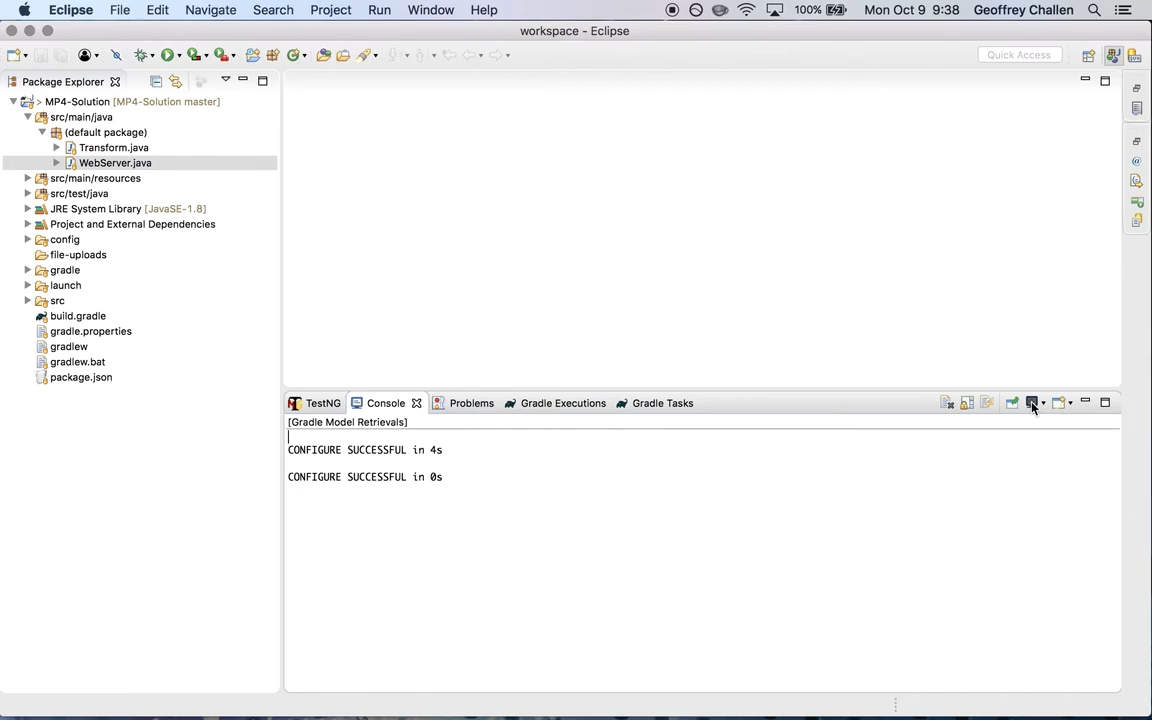 Eclipse File Edit Navigate Search Project Run Window Help 100% Mon Oct 9 9:38 Geoffrey Challen
workspace - Eclipse
Quick Access
Package Explorer
> MP4-Solution [MP4-Solution master]
src/main/java
(default package)
Transform.java
WebServer.java
src/main/resources
src/test/java
JRE System Library [JavaSE-1.8]
Project and External Dependencies
config
file-uploads
gradle
launch
src
build.gradle
gradle.properties
gradlew
gradlew.bat
package.json
TestNG Console Problems Gradle Executions Gradle Tasks
[Gradle Model Retrievals]
CONFIGURE SUCCESSFUL in 4s
CONFIGURE SUCCESSFUL in 0s